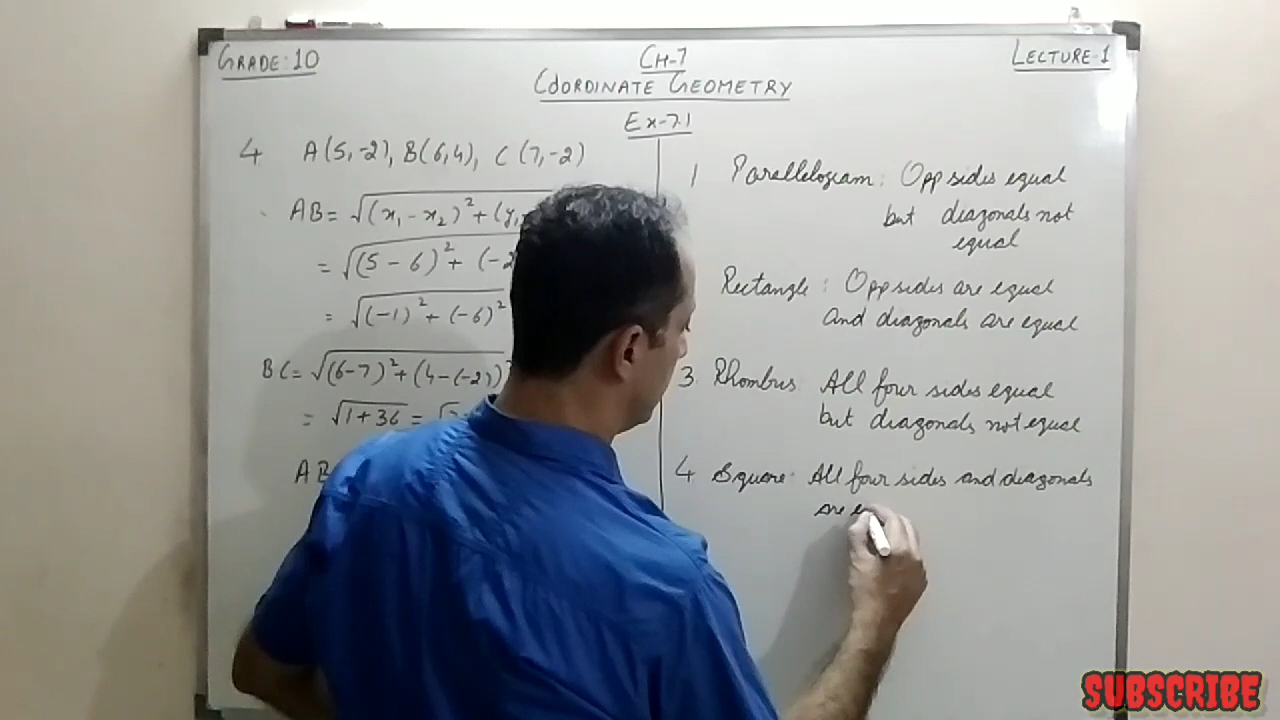 GRADE: 10
CH-7
LECTURE-1
COORDINATE GEOMETRY
Ex-7.1
4 A(5,-2), B(6,4), C(7,-2)
AB = √(x₁ - x₂)² + (y₁
= √(5 - 6)² + (-2
= √(-1)² + (-6)²
BC = √(6-7)² + (4-(-2))²
= √1+36 = √3
AB
1 Parallelogram : Opp sides equal
but diagonals not
equal
Rectangle : Opp sides are equal
and diagonals are equal
3 Rhombus All four sides equal
but diagonals not equal
4 Square All four sides and diagonals
are e
SUBSCRIBE